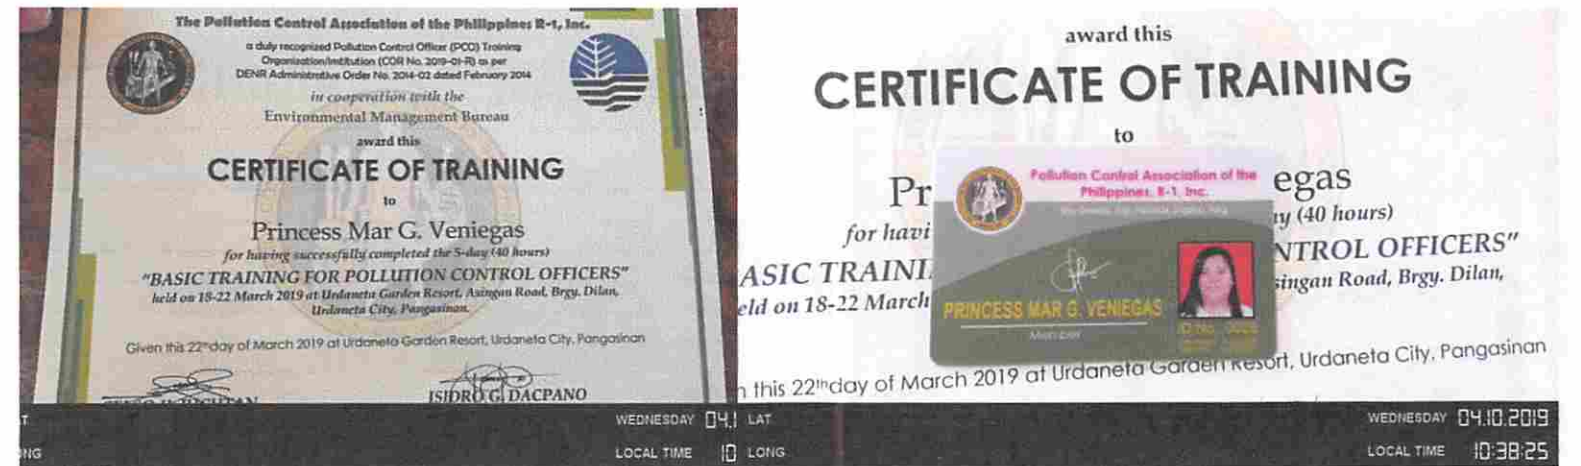 The Pollution Control Association of the Philippines R-1, Inc.
a duly recognized Pollution Control Officer (PCO) Training
Organization/Institution (COR No. 2019-01-R) as per
DENR Administrative Order No. 2014-02 dated February 2014
in cooperation with the
Environmental Management Bureau
award this
CERTIFICATE OF TRAINING
to
Princess Mar G. Veniegas
for having successfully completed the 5-day (40 hours)
"BASIC TRAINING FOR POLLUTION CONTROL OFFICERS"
held on 18-22 March 2019 at Urdaneta Garden Resort, Asingan Road, Brgy. Dilan,
Urdaneta City, Pangasinan.
Given this 22nd day of March 2019 at Urdaneta Garden Resort, Urdaneta City, Pangasinan
ISIDRO G. DACPANO
WEDNESDAY 04.1
LOCAL TIME 10
NG
award this
CERTIFICATE OF TRAINING
to
Pr egas
for havi ay (40 hours)
ASIC TRAINI NTROL OFFICERS"
eld on 18-22 March singan Road, Brgy. Dilan,
Pollution Control Association of the
Philippines, R-1, Inc.
PRINCESS MAR G. VENIEGAS
Member
ID No.
n this 22thday of March 2019 at Urdaneta Garden Resort, Urdaneta City, Pangasinan
LAT WEDNESDAY 04.10.2019
LONG LOCAL TIME 10:38:25